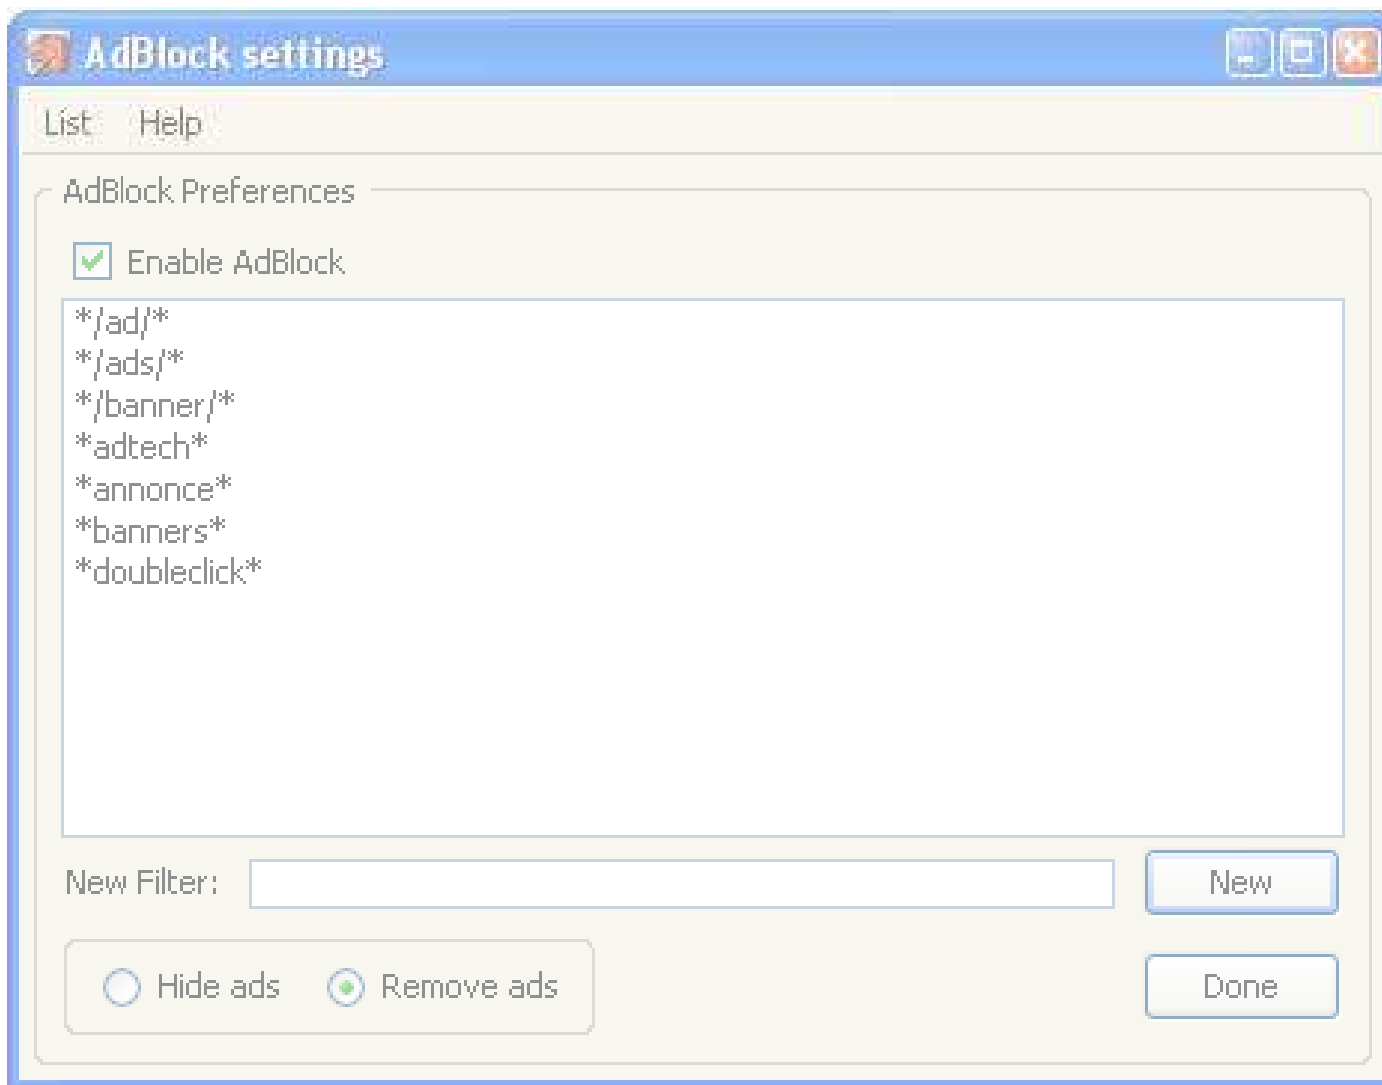 AdBlock settings
List Help
AdBlock Preferences
Enable AdBlock
*/ad/*
*/ads/*
*/banner/*
*adtech*
*annonce*
*banners*
*doubleclick*
New Filter: New
Hide ads Remove ads Done